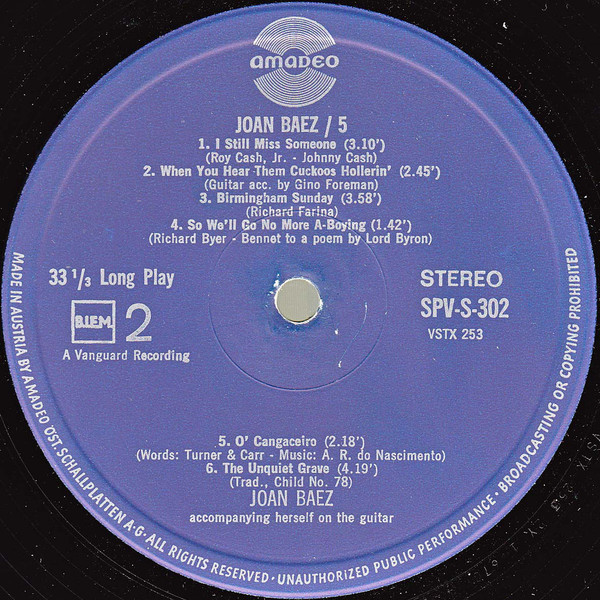 amadeo
JOAN BAEZ / 5
1. I Still Miss Someone (3.10')
(Roy Cash, Jr. - Johnny Cash)
2. When You Hear Them Cuckoos Hollerin' (2.45')
(Guitar acc. by Gino Foreman)
3. Birmingham Sunday (3.58')
(Richard Farina)
4. So We'll Go No More A-Boying (1.42')
(Richard Byer - Bennet to a poem by Lord Byron)
33 1/3 Long Play
STEREO
B.I.E.M. 2
SPV-S-302
VSTX 253
A Vanguard Recording
5. O' Cangaceiro (2.18')
(Words: Turner & Carr - Music: A. R. do Nascimento)
6. The Unquiet Grave (4.19')
(Trad., Child No. 78)
JOAN BAEZ
accompanying herself on the guitar
MADE IN AUSTRIA BY AMADEO ÖST. SCHALLPLATTEN A·G· ALL RIGHTS RESERVED · UNAUTHORIZED PUBLIC PERFORMANCE · BROADCASTING OR COPYING PROHIBITED